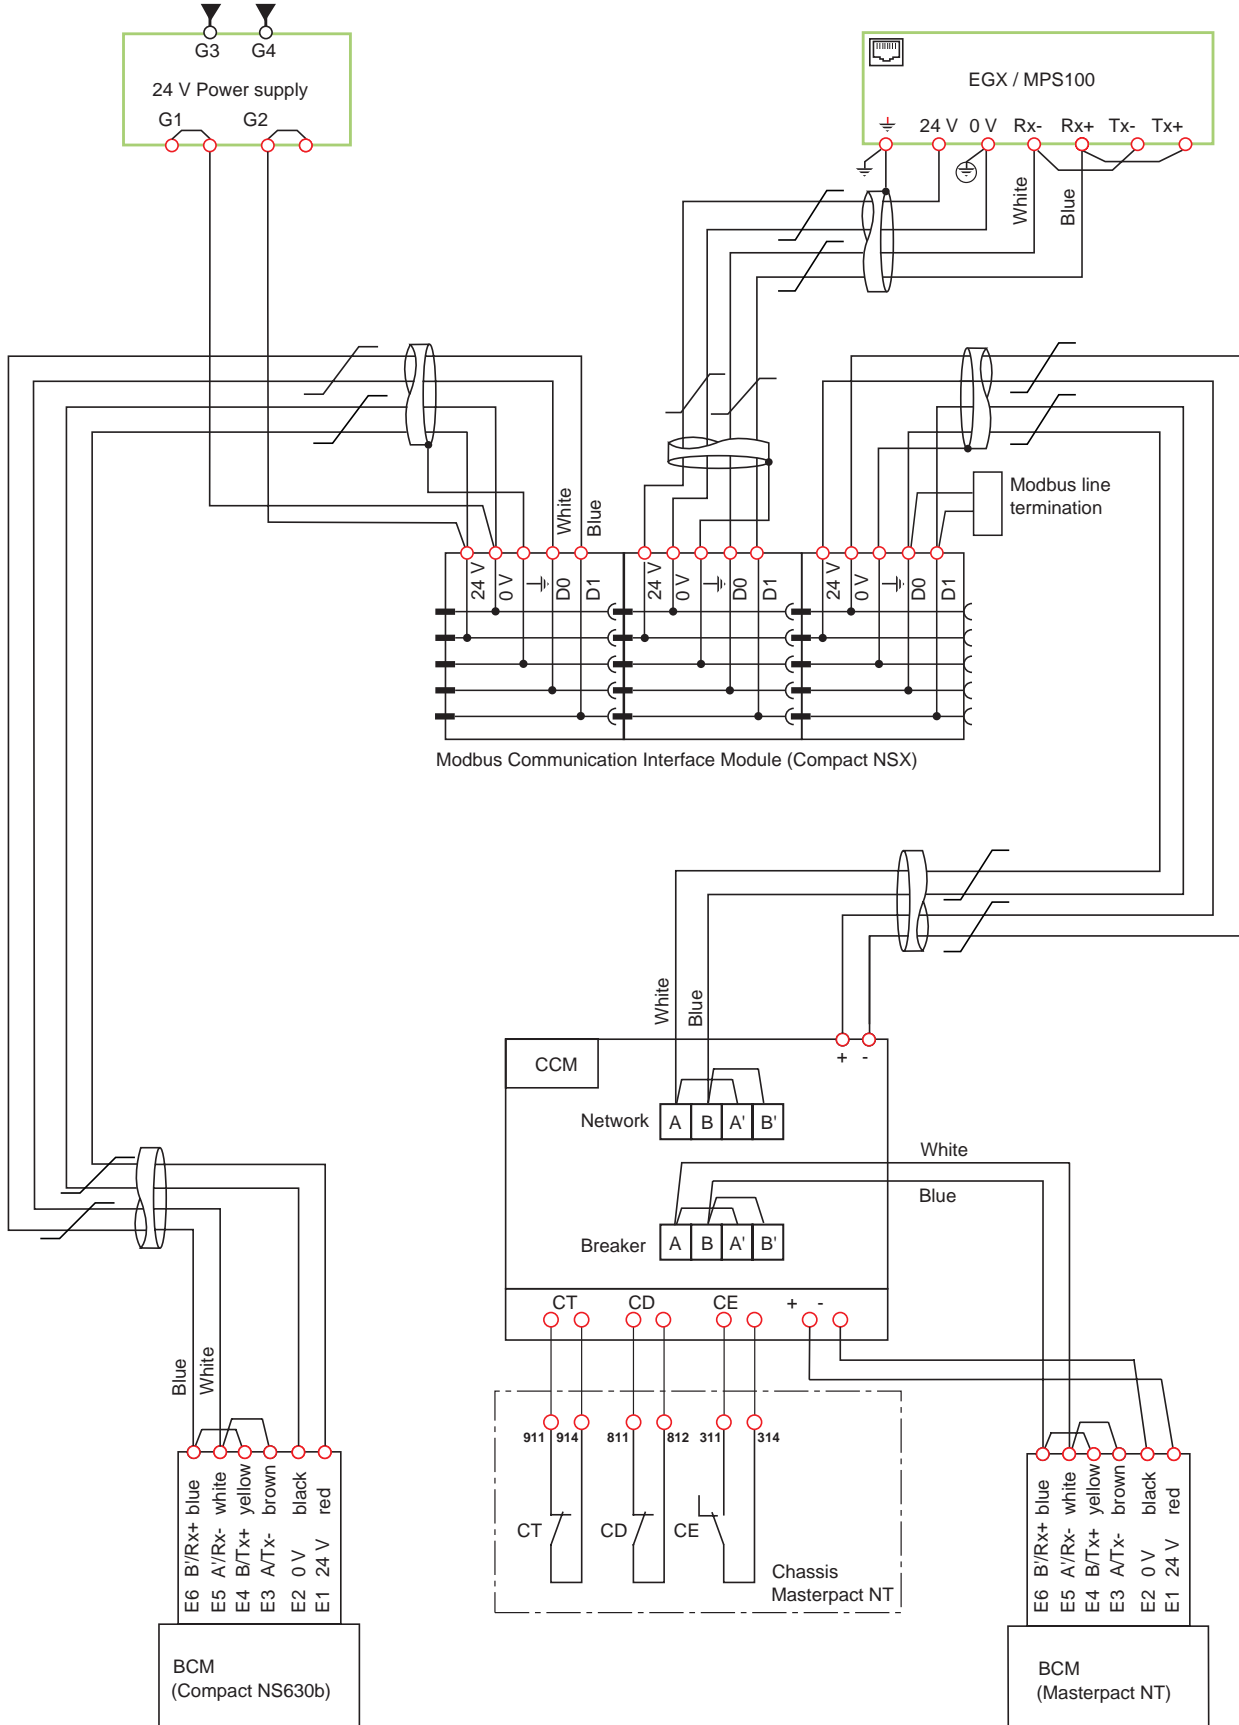 G3 G4
24 V Power supply
G1 G2
EGX / MPS100
24 V 0 V Rx- Rx+ Tx- Tx+
White
Blue
White
Blue
Modbus line
termination
24 V
0 V
D0
D1
24 V
0 V
D0
D1
24 V
0 V
D0
D1
Modbus Communication Interface Module (Compact NSX)
White
Blue
+ -
CCM
Network A B A' B'
White
Blue
Breaker A B A' B'
CT CD CE + -
911 914 811 812 311 314
CT CD CE
Chassis
Masterpact NT
Blue
White
E6 B'/Rx+ blue
E5 A'/Rx- white
E4 B/Tx+ yellow
E3 A/Tx- brown
E2 0 V black
E1 24 V red
BCM
(Compact NS630b)
E6 B'/Rx+ blue
E5 A'/Rx- white
E4 B/Tx+ yellow
E3 A/Tx- brown
E2 0 V black
E1 24 V red
BCM
(Masterpact NT)